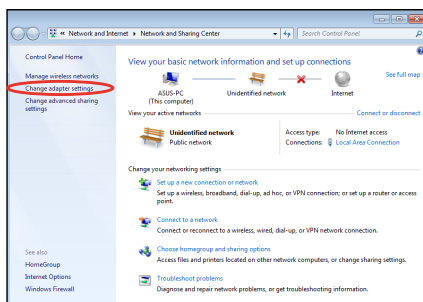 « Network and Internet ▸ Network and Sharing Center
Search Control Panel
Control Panel Home
Manage wireless networks
Change adapter settings
Change advanced sharing
settings
See also
HomeGroup
Internet Options
Windows Firewall
View your basic network information and set up connections
See full map
ASUS-PC
(This computer)
Unidentified network
Internet
View your active networks
Connect or disconnect
Unidentified network
Public network
Access type: No Internet access
Connections: Local Area Connection
Change your networking settings
Set up a new connection or network
Set up a wireless, broadband, dial-up, ad hoc, or VPN connection; or set up a router or access
point.
Connect to a network
Connect or reconnect to a wireless, wired, dial-up, or VPN network connection.
Choose homegroup and sharing options
Access files and printers located on other network computers, or change sharing settings.
Troubleshoot problems
Diagnose and repair network problems, or get troubleshooting information.